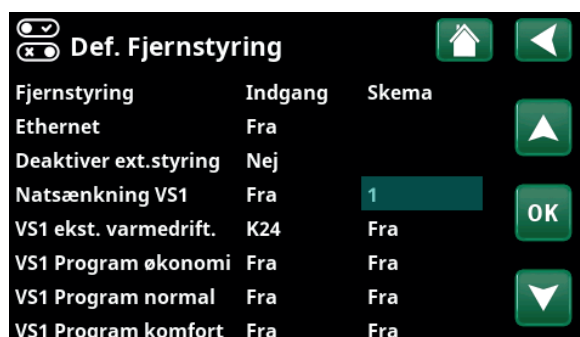 Def. Fjernstyring
Fjernstyring Indgang Skema
Ethernet Fra
Deaktiver ext.styring Nej
Natsænkning VS1 Fra 1
VS1 ekst. varmedrift. K24 Fra
VS1 Program økonomi Fra Fra
VS1 Program normal Fra Fra
VS1 Program komfort Fra Fra
OK